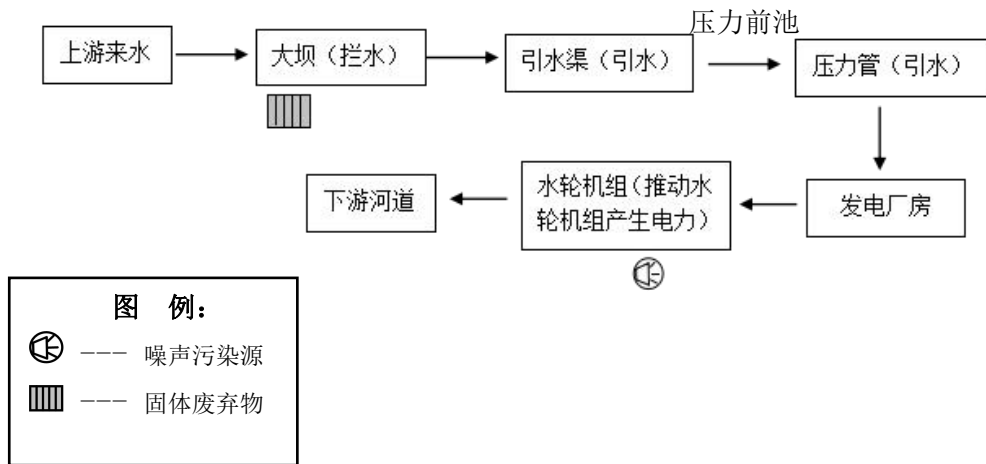 上游来水
大坝（拦水）
引水渠（引水）
压力前池
压力管（引水）
下游河道
水轮机组（推动水
轮机组产生电力）
发电厂房
图 例：
--- 噪声污染源
--- 固体废弃物